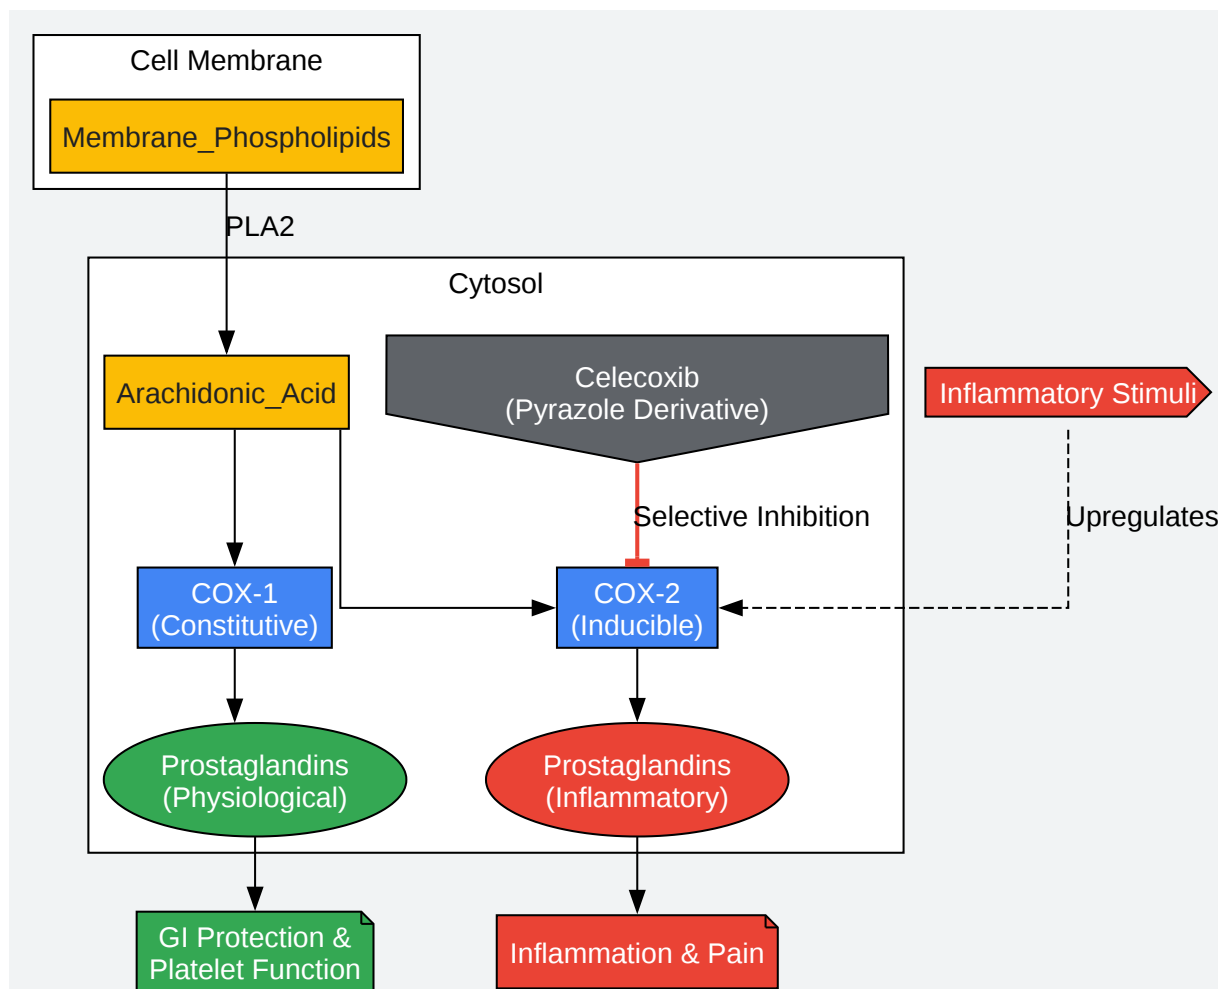 Cell Membrane
Membrane_Phospholipids
PLA2
Cytosol
Arachidonic_Acid
Celecoxib
(Pyrazole Derivative)
Inflammatory Stimuli
Selective Inhibition
Upregulates
COX-1
(Constitutive)
COX-2
(Inducible)
Prostaglandins
(Physiological)
Prostaglandins
(Inflammatory)
GI Protection &
Platelet Function
Inflammation & Pain